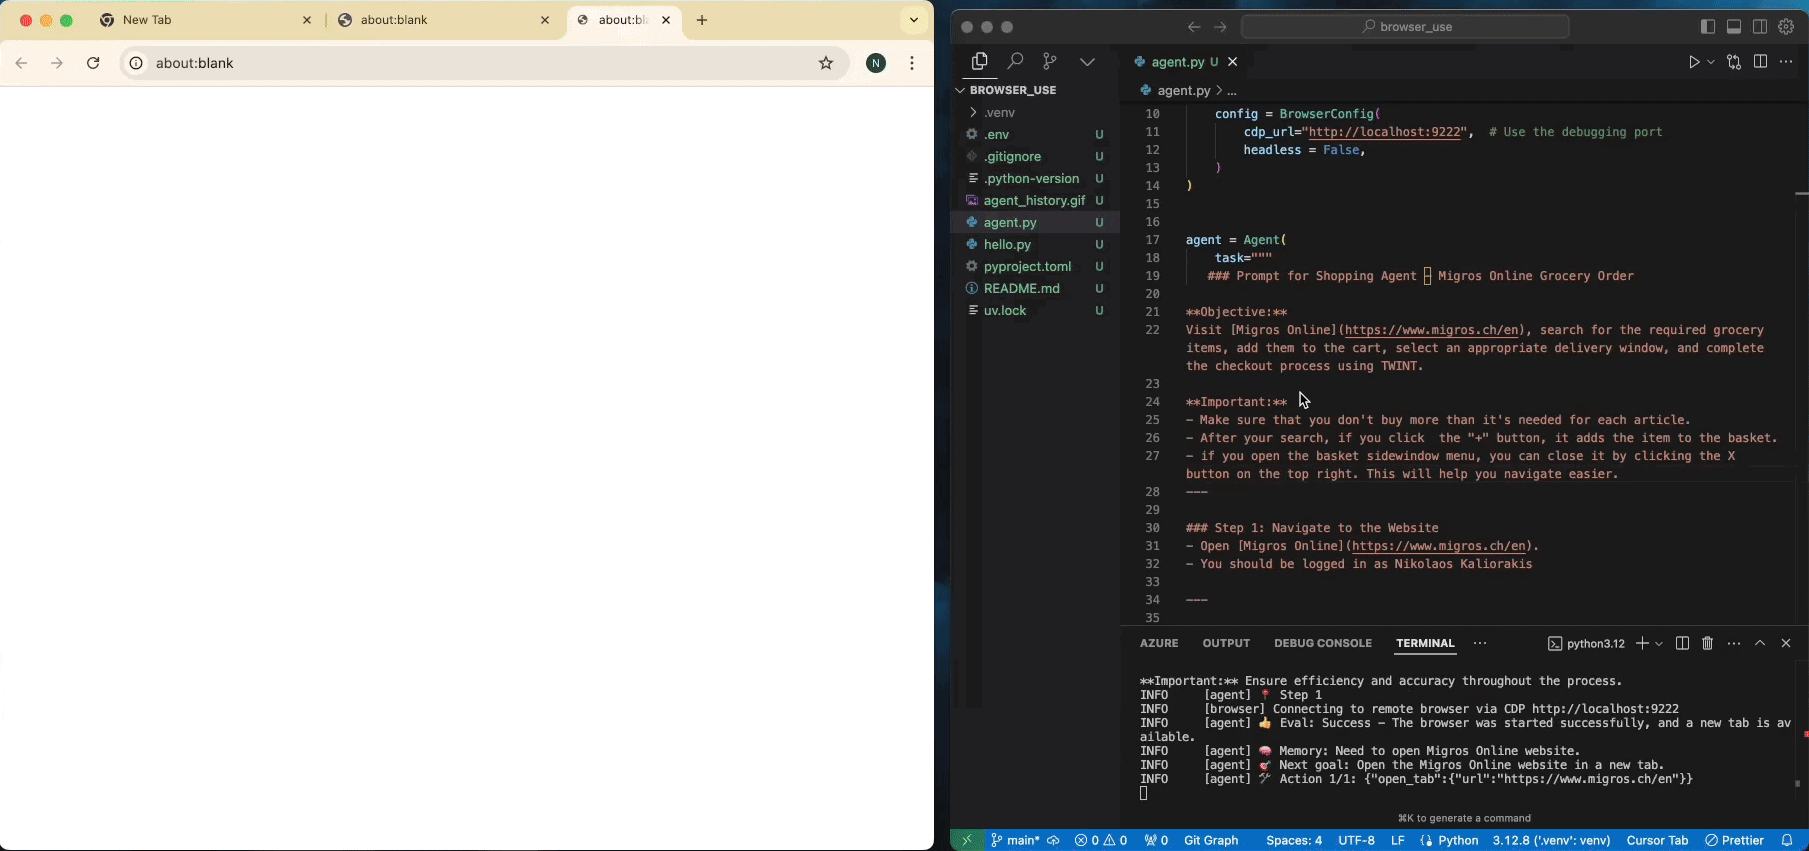 New Tab
about:blank
about:bl
about:blank
N
browser_use
BROWSER_USE
.venv
.env U
.gitignore U
.python-version U
agent_history.gif U
agent.py U
hello.py U
pyproject.toml U
README.md U
uv.lock U
agent.py U
agent.py > ...
10 config = BrowserConfig(
11 cdp_url="http://localhost:9222", # Use the debugging port
12 headless = False,
13 )
14 )
15
16
17 agent = Agent(
18 task="""
19 ### Prompt for Shopping Agent – Migros Online Grocery Order
20
21 **Objective:**
22 Visit [Migros Online](https://www.migros.ch/en), search for the required grocery
items, add them to the cart, select an appropriate delivery window, and complete
the checkout process using TWINT.
23
24 **Important:**
25 - Make sure that you don't buy more than it's needed for each article.
26 - After your search, if you click  the "+" button, it adds the item to the basket.
27 - if you open the basket sidewindow menu, you can close it by clicking the X
button on the top right. This will help you navigate easier.
28 ---
29
30 ### Step 1: Navigate to the Website
31 - Open [Migros Online](https://www.migros.ch/en).
32 - You should be logged in as Nikolaos Kaliorakis
33
34 ---
35
AZURE OUTPUT DEBUG CONSOLE TERMINAL ... python3.12
**Important:** Ensure efficiency and accuracy throughout the process.
INFO [agent] 📍 Step 1
INFO [browser] Connecting to remote browser via CDP http://localhost:9222
INFO [agent] 👍 Eval: Success - The browser was started successfully, and a new tab is av
ailable.
INFO [agent] 🧠 Memory: Need to open Migros Online website.
INFO [agent] 🎯 Next goal: Open the Migros Online website in a new tab.
INFO [agent] 🛠 Action 1/1: {"open_tab":{"url":"https://www.migros.ch/en"}}
⌘K to generate a command
main* 0 0 0 Git Graph Spaces: 4 UTF-8 LF Python 3.12.8 ('.venv': venv) Cursor Tab Prettier